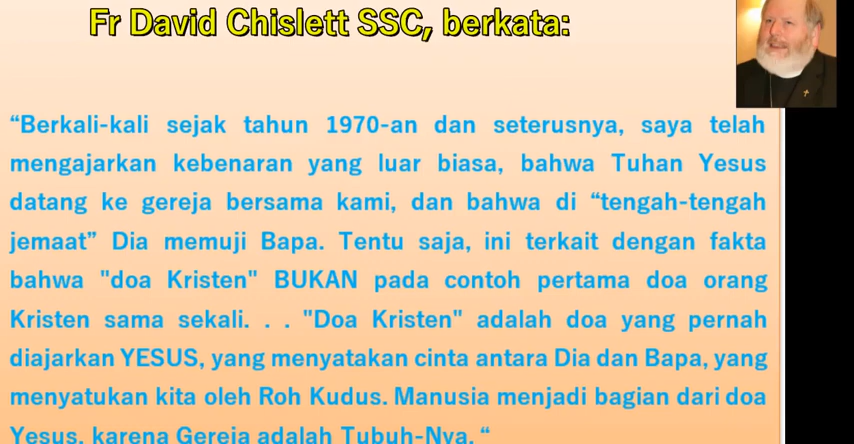 Fr David Chislett SSC, berkata:
“Berkali-kali sejak tahun 1970-an dan seterusnya, saya telah
mengajarkan kebenaran yang luar biasa, bahwa Tuhan Yesus
datang ke gereja bersama kami, dan bahwa di “tengah-tengah
jemaat” Dia memuji Bapa. Tentu saja, ini terkait dengan fakta
bahwa "doa Kristen" BUKAN pada contoh pertama doa orang
Kristen sama sekali. . . "Doa Kristen" adalah doa yang pernah
diajarkan YESUS, yang menyatakan cinta antara Dia dan Bapa, yang
menyatukan kita oleh Roh Kudus. Manusia menjadi bagian dari doa
Yesus, karena Gereja adalah Tubuh-Nya. “